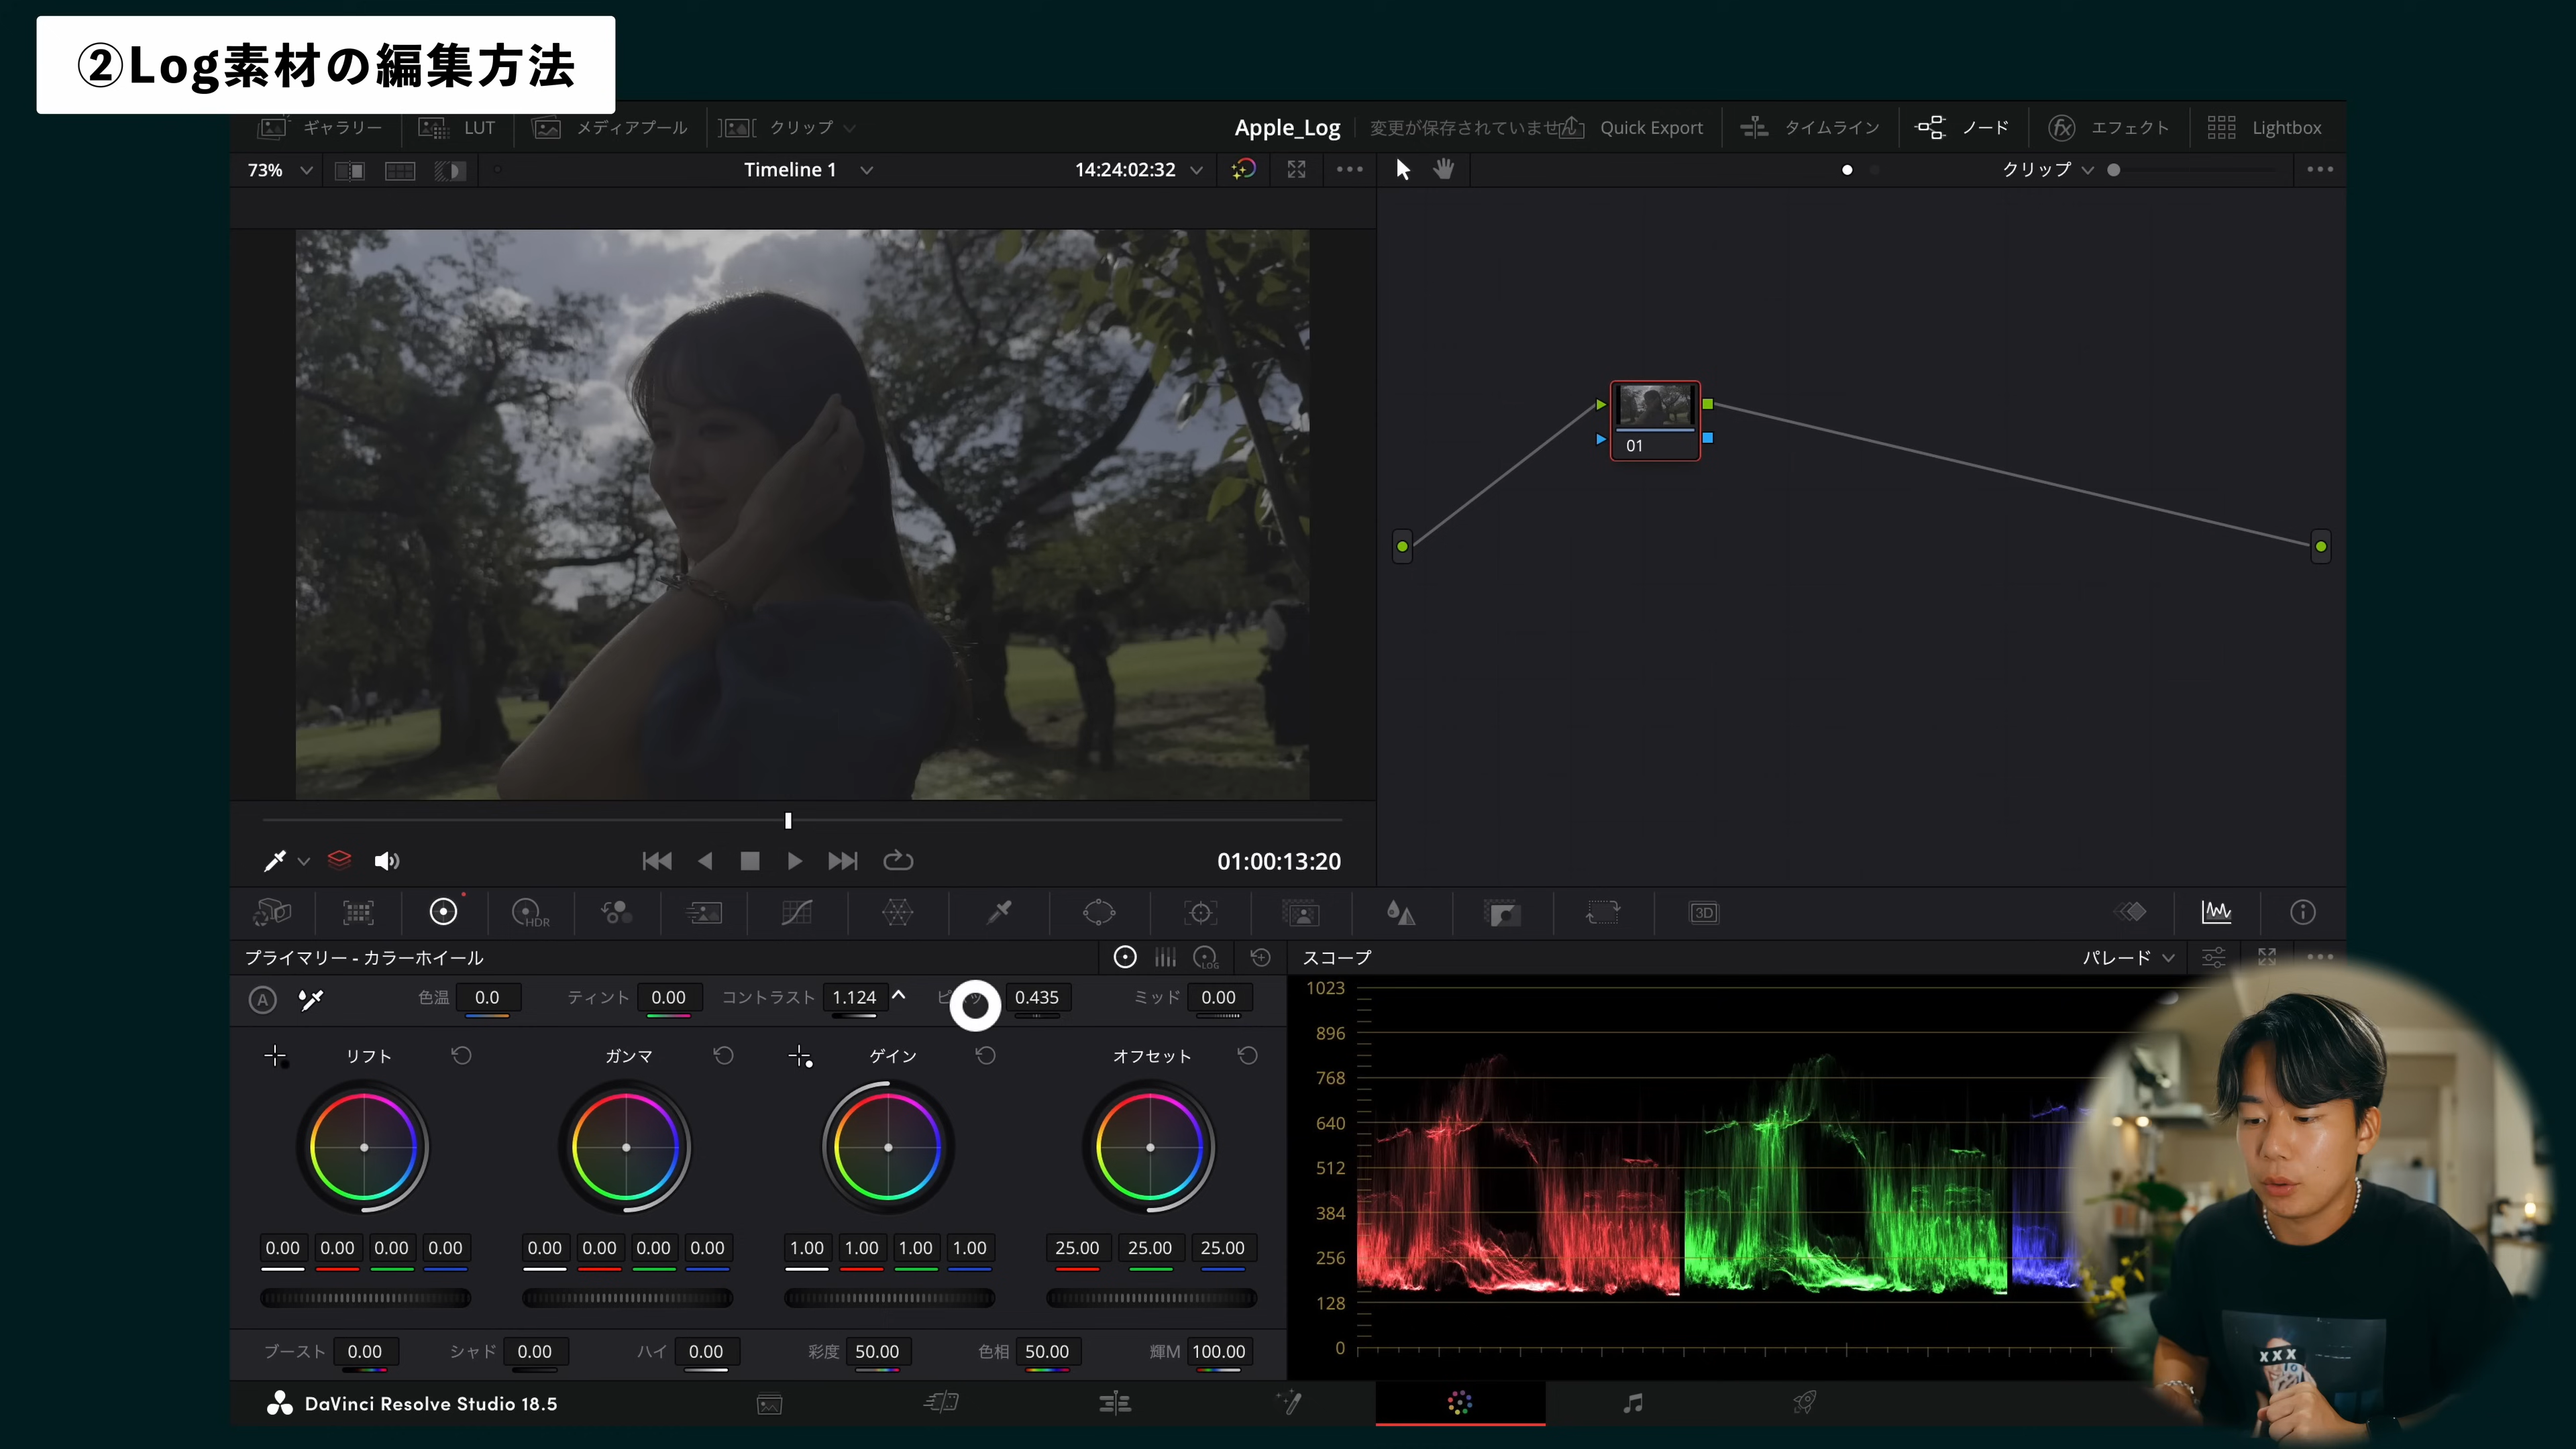 ②Log素材の編集方法
ギャラリー LUT メディアプール クリップ Apple_Log 変更が保存されていません Quick Export タイムライン ノード エフェクト Lightbox
73% Timeline 1 14:24:02:32 クリップ
01
01:00:13:20
HDR 3D
プライマリー - カラーホイール LOG スコープ パレード
A 色温 0.0 ティント 0.00 コントラスト 1.124 0.435 ミッド 0.00
リフト ガンマ ゲイン オフセット
0.00 0.00 0.00 0.00 0.00 0.00 0.00 0.00 1.00 1.00 1.00 1.00 25.00 25.00 25.00
ブースト 0.00 シャド 0.00 ハイ 0.00 彩度 50.00 色相 50.00 輝M 100.00
1023
896
768
640
512
384
256
128
0
DaVinci Resolve Studio 18.5
XXX